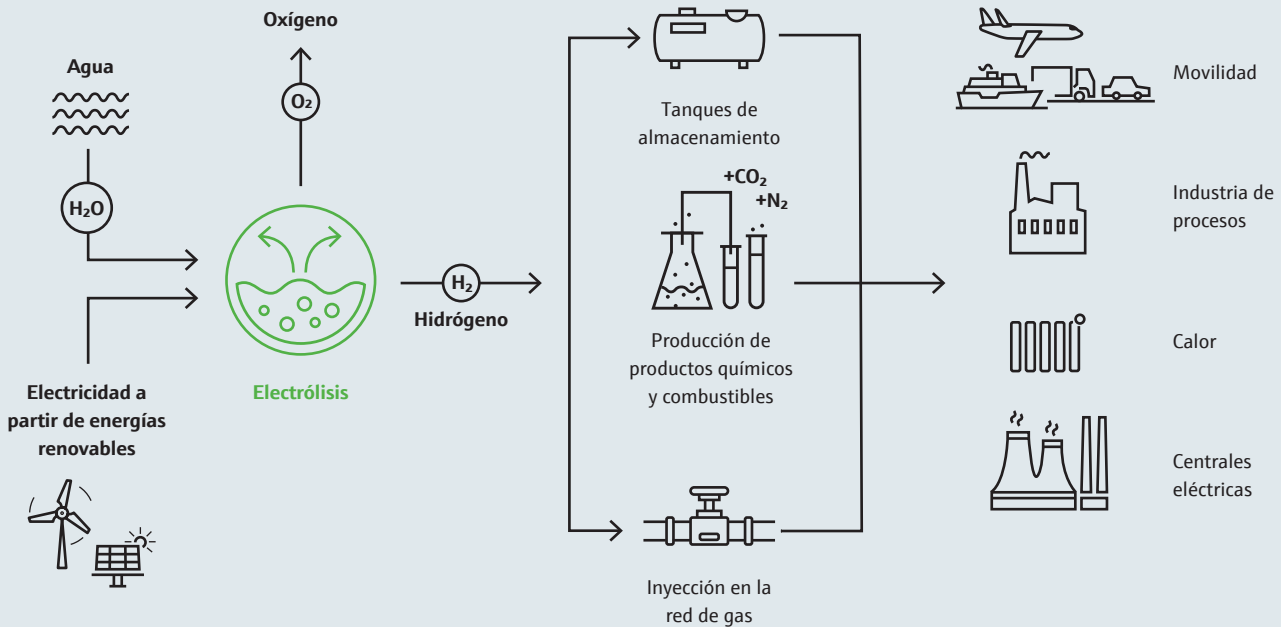 Agua
H₂O
Electricidad a
partir de energías
renovables
Oxígeno
O₂
Electrólisis
H₂
Hidrógeno
Tanques de
almacenamiento
+CO₂
+N₂
Producción de
productos químicos
y combustibles
Inyección en la
red de gas
Movilidad
Industria de
procesos
Calor
Centrales
eléctricas